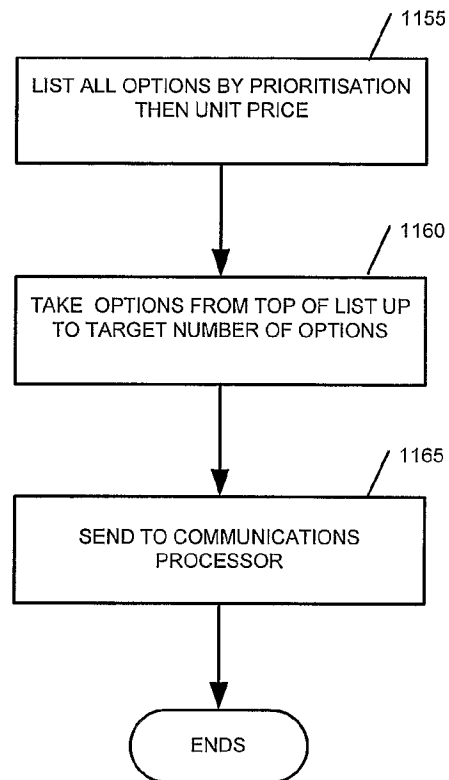 1155
LIST ALL OPTIONS BY PRIORITISATION
THEN UNIT PRICE
1160
TAKE OPTIONS FROM TOP OF LIST UP
TO TARGET NUMBER OF OPTIONS
1165
SEND TO COMMUNICATIONS
PROCESSOR
ENDS